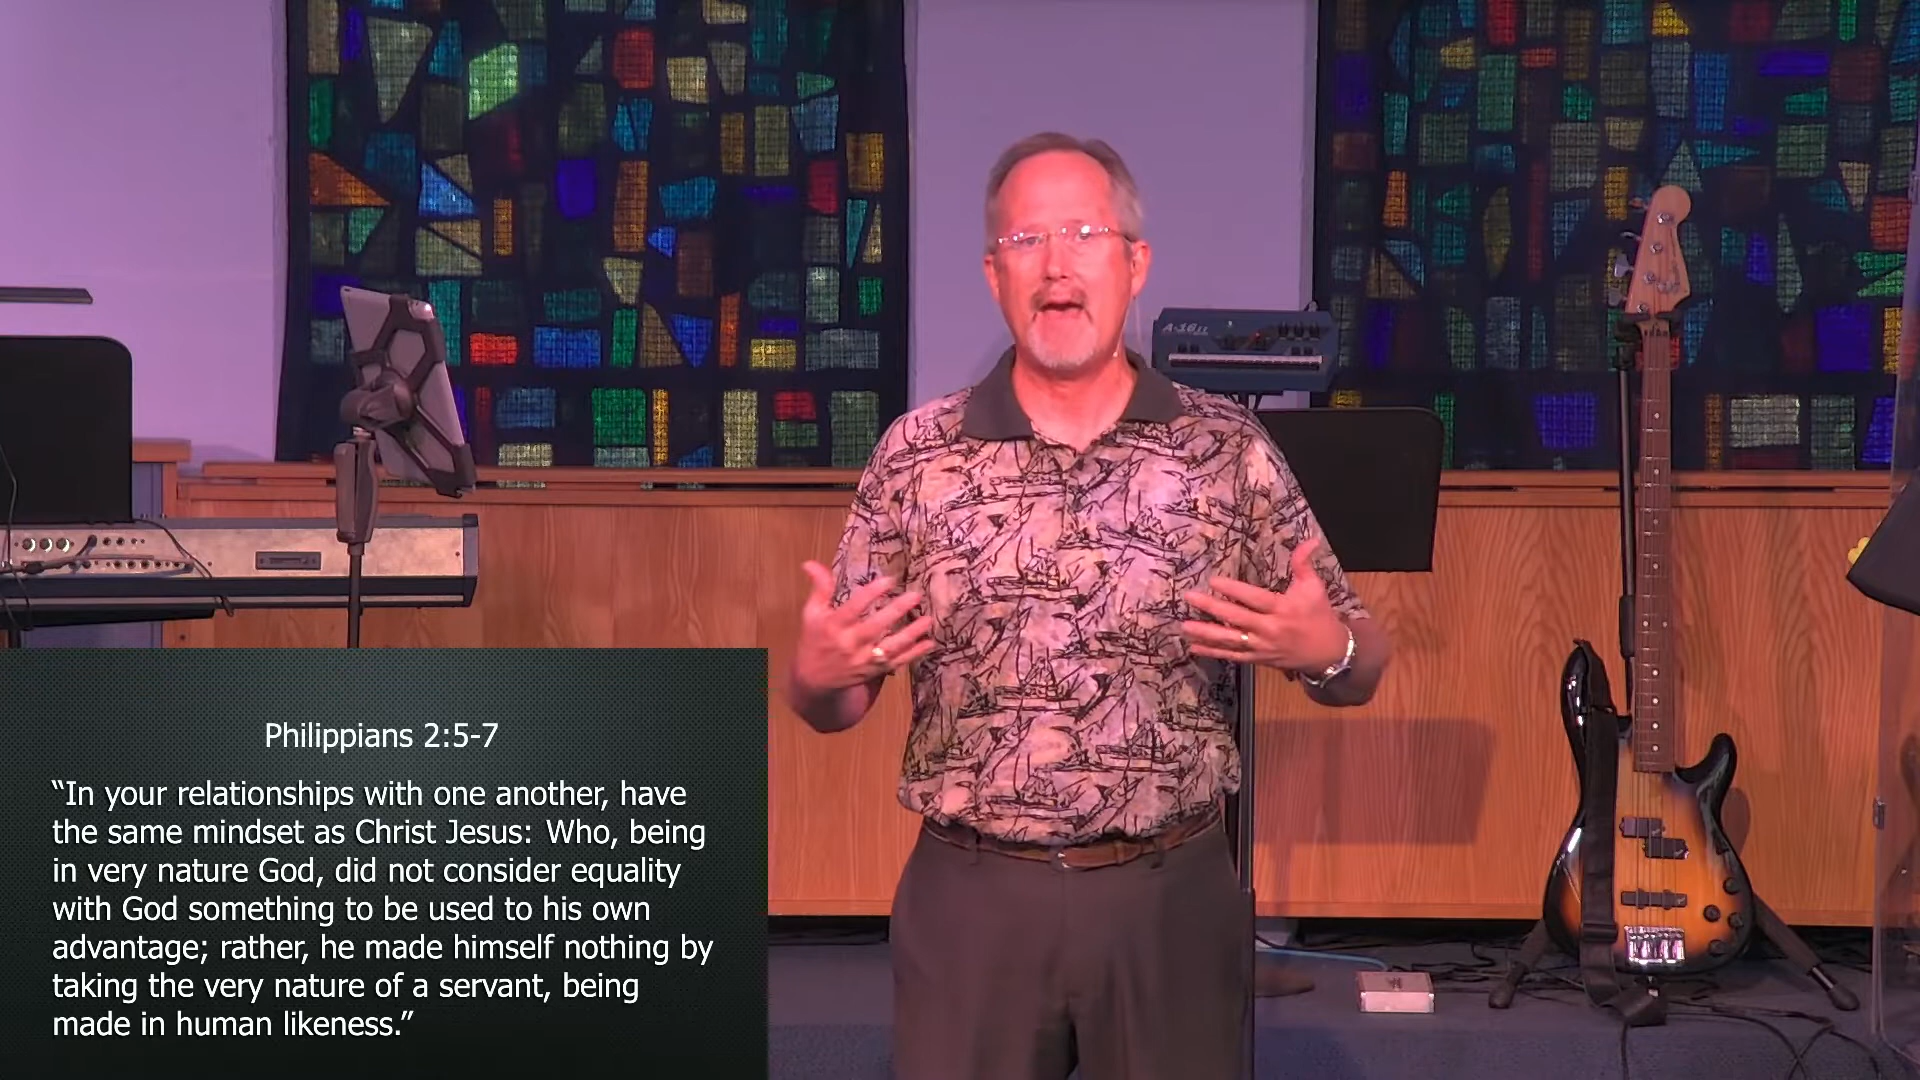 A-16II
Philippians 2:5-7
“In your relationships with one another, have
the same mindset as Christ Jesus: Who, being
in very nature God, did not consider equality
with God something to be used to his own
advantage; rather, he made himself nothing by
taking the very nature of a servant, being
made in human likeness.”